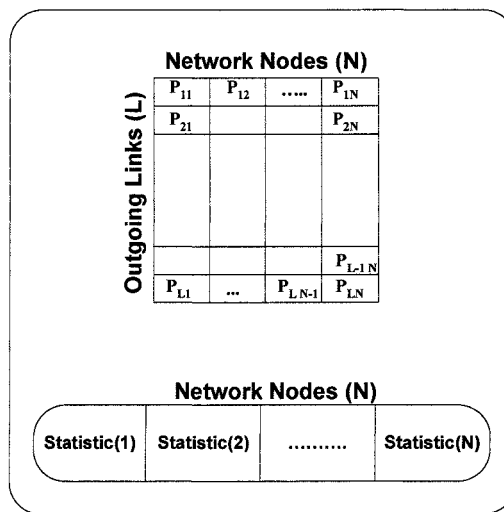 Network Nodes (N)
Outgoing Links (L)
P11 P12 ..... P1N
P21 P2N
PL-1 N
PL1 ... PL N-1 PLN
Network Nodes (N)
Statistic(1) Statistic(2) .......... Statistic(N)